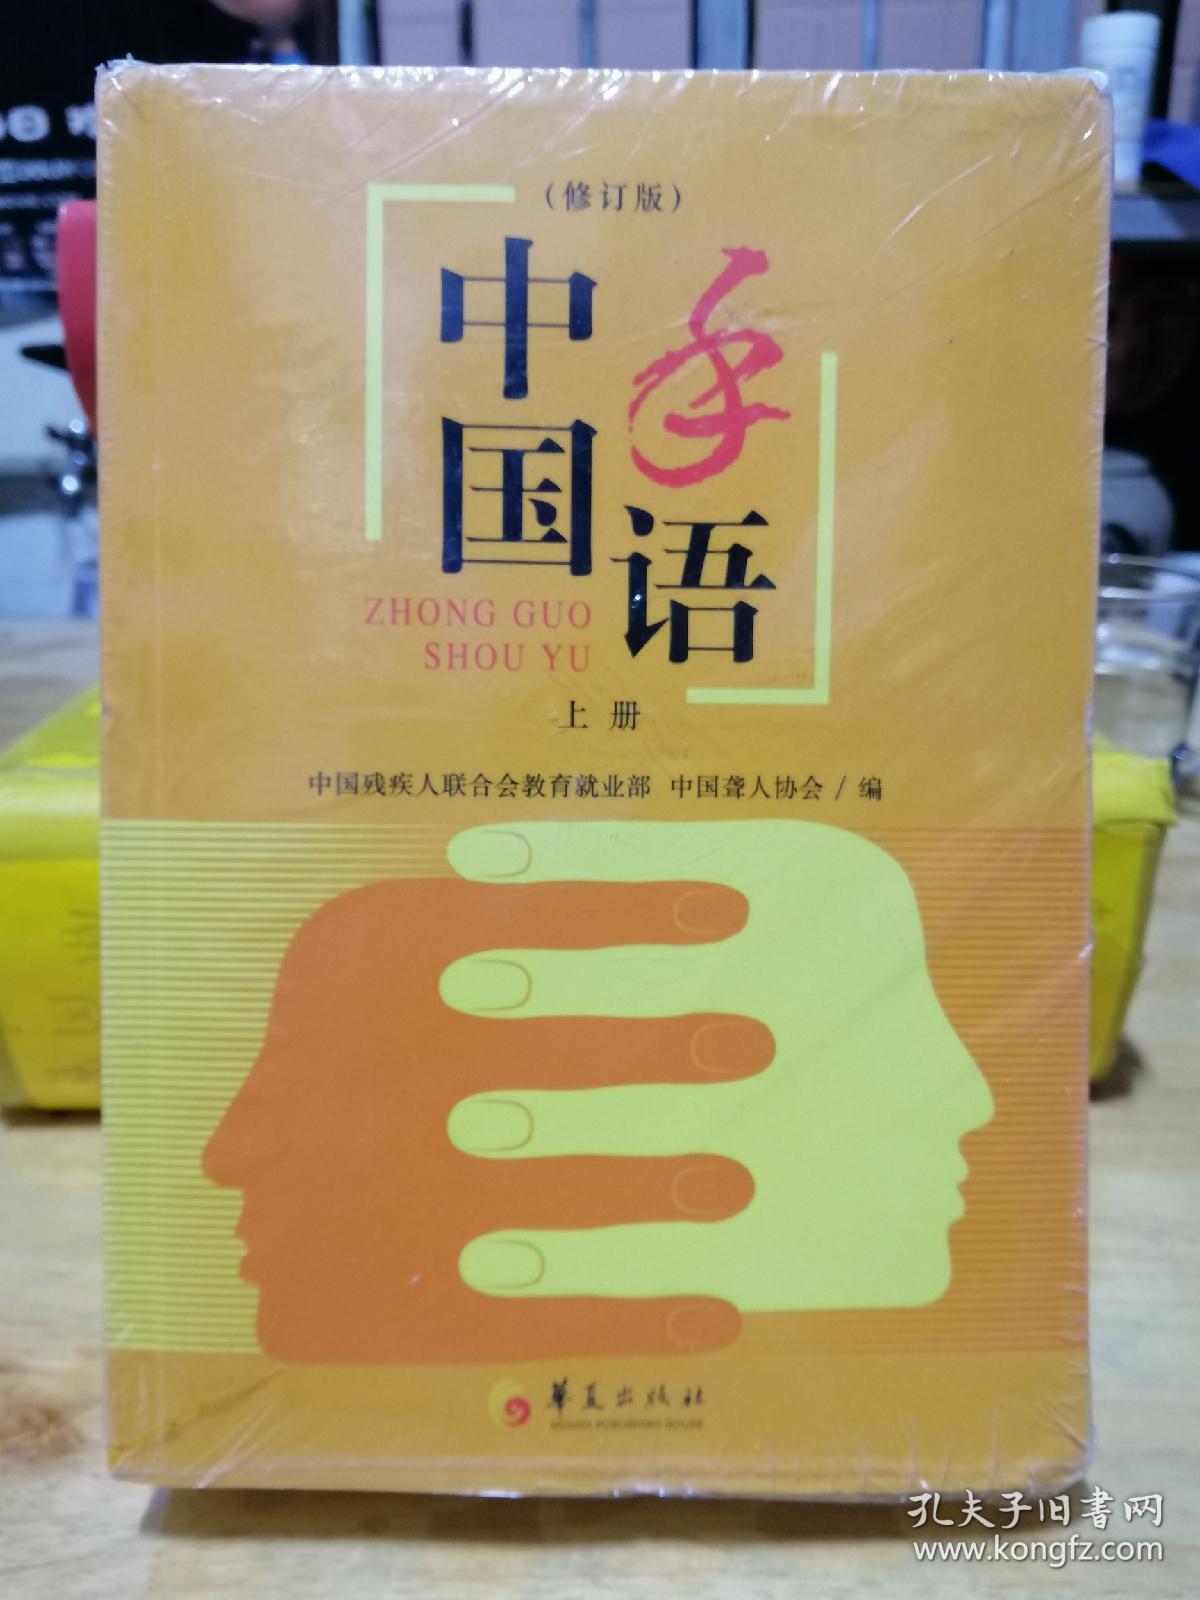 （修订版）
中国
手语
ZHONG GUO
SHOU YU
上册
中国残疾人联合会教育就业部 中国聋人协会 / 编
华夏出版社
HUAXIA PUBLISHING HOUSE
孔夫子旧书网
www.kongfz.com